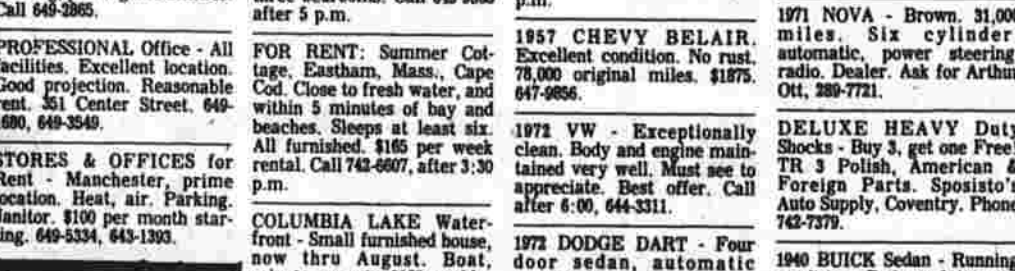 Call 649-2865.
PROFESSIONAL Office - All
facilities. Excellent location.
Good projection. Reasonable
rent. 351 Center Street. 649-
1680, 649-3549.
STORES & OFFICES for
Rent - Manchester, prime
location. Heat, air. Parking.
Janitor. $100 per month star-
ting. 649-5334, 643-1393.
after 5 p.m.
FOR RENT: Summer Cot-
tage, Eastham, Mass., Cape
Cod. Close to fresh water, and
within 5 minutes of bay and
beaches. Sleeps at least six.
All furnished. $165 per week
rental. Call 742-6607, after 3:30
p.m.
COLUMBIA LAKE Water-
front - Small furnished house,
now thru August. Boat,
p.m.
1957 CHEVY BELAIR.
Excellent condition. No rust.
78,000 original miles. $1875.
647-9856.
1972 VW - Exceptionally
clean. Body and engine main-
tained very well. Must see to
appreciate. Best offer. Call
after 6:00, 644-3311.
1972 DODGE DART - Four
door sedan, automatic
1971 NOVA - Brown. 31,000
miles. Six cylinder
automatic, power steering
radio. Dealer. Ask for Arthur
Ott, 289-7721.
DELUXE HEAVY Duty
Shocks - Buy 3, get one Free!
TR 3 Polish, American &
Foreign Parts. Sposisto's
Auto Supply, Coventry. Phone
742-7379.
1940 BUICK Sedan - Running